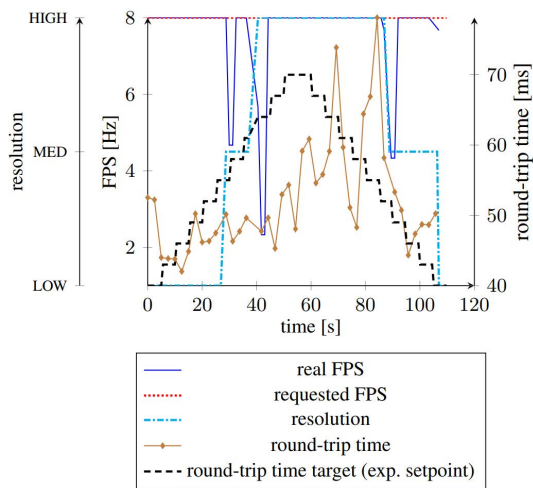 HIGH
MED
LOW
resolution
8
6
4
2
FPS [Hz]
70
60
50
40
round-trip time [ms]
0 20 40 60 80 100 120
time [s]
real FPS
requested FPS
resolution
round-trip time
round-trip time target (exp. setpoint)